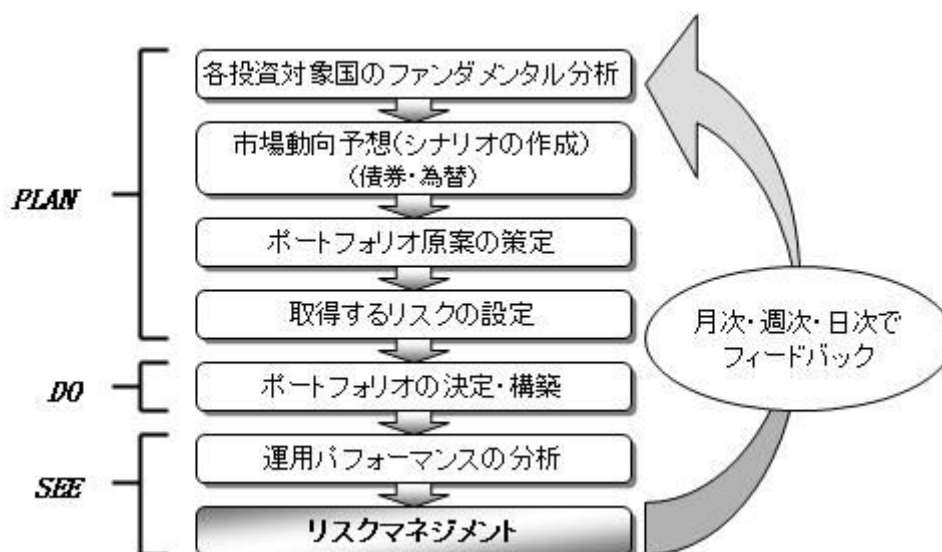 各投資対象国のファンダメンタル分析
市場動向予想(シナリオの作成)
(債券・為替)
PLAN
ポートフォリオ原案の策定
取得するリスクの設定
月次・週次・日次で
フィードバック
DO
ポートフォリオの決定・構築
運用パフォーマンスの分析
SEE
リスクマネジメント